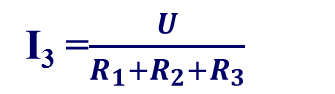 I₃ = U / (R₁+R₂+R₃)